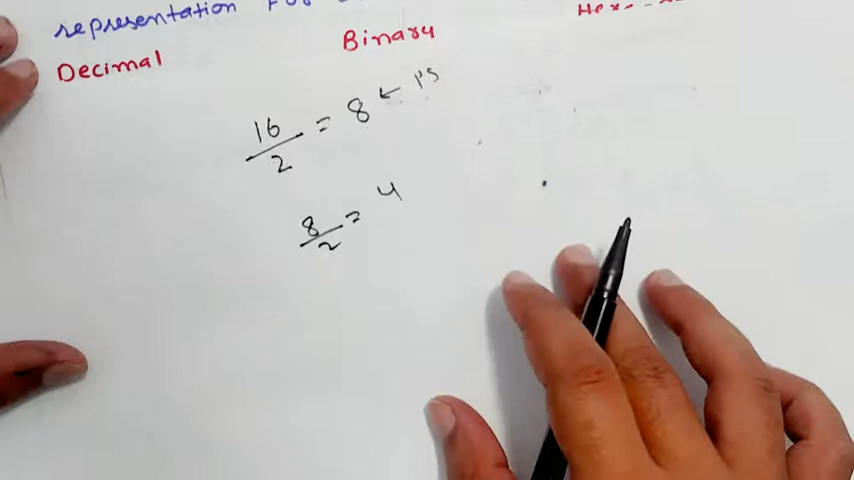 representation
Decimal Binary
16/2 = 8 ← 1's
8/2 = 4